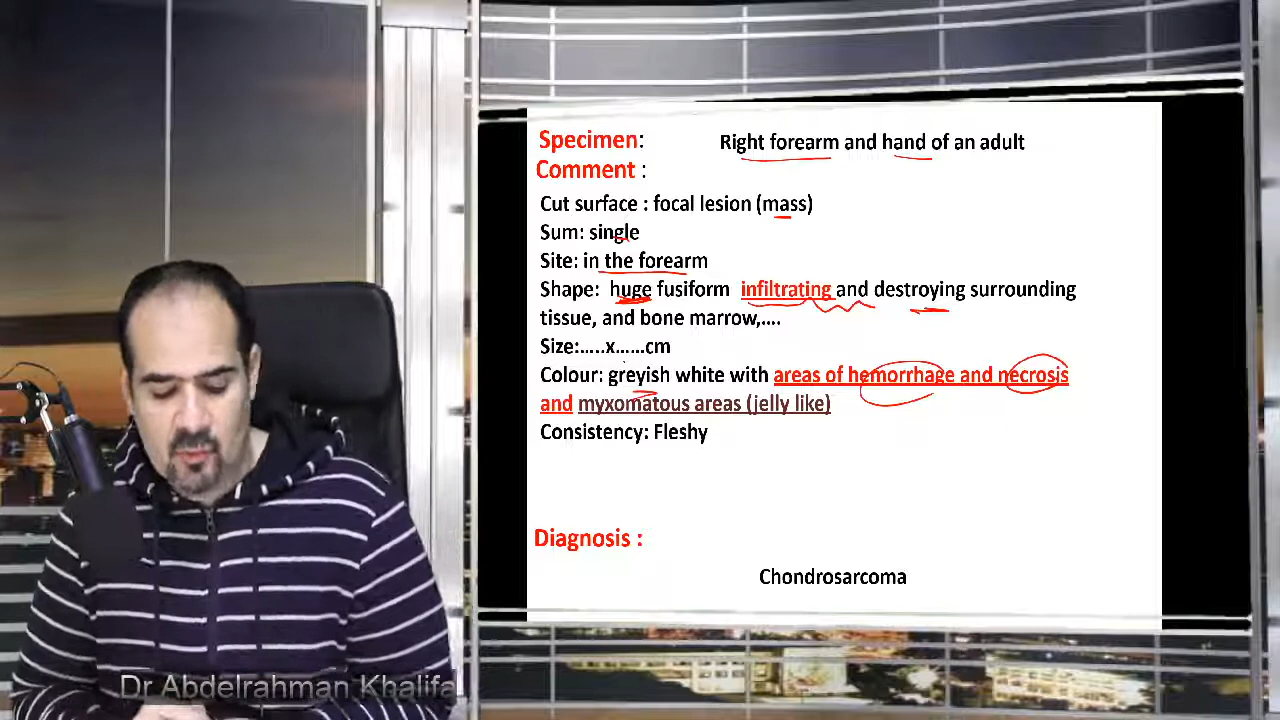 Specimen: Right forearm and hand of an adult
Comment :
Cut surface : focal lesion (mass)
Sum: single
Site: in the forearm
Shape: huge fusiform infiltrating and destroying surrounding
tissue, and bone marrow,....
Size:.....x......cm
Colour: greyish white with areas of hemorrhage and necrosis
and myxomatous areas (jelly like)
Consistency: Fleshy
Diagnosis :
Chondrosarcoma
Dr Abdelrahman Khalifa